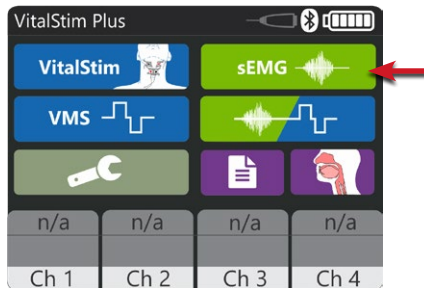 VitalStim Plus
VitalStim sEMG
VMS
n/a n/a n/a n/a
Ch 1 Ch 2 Ch 3 Ch 4